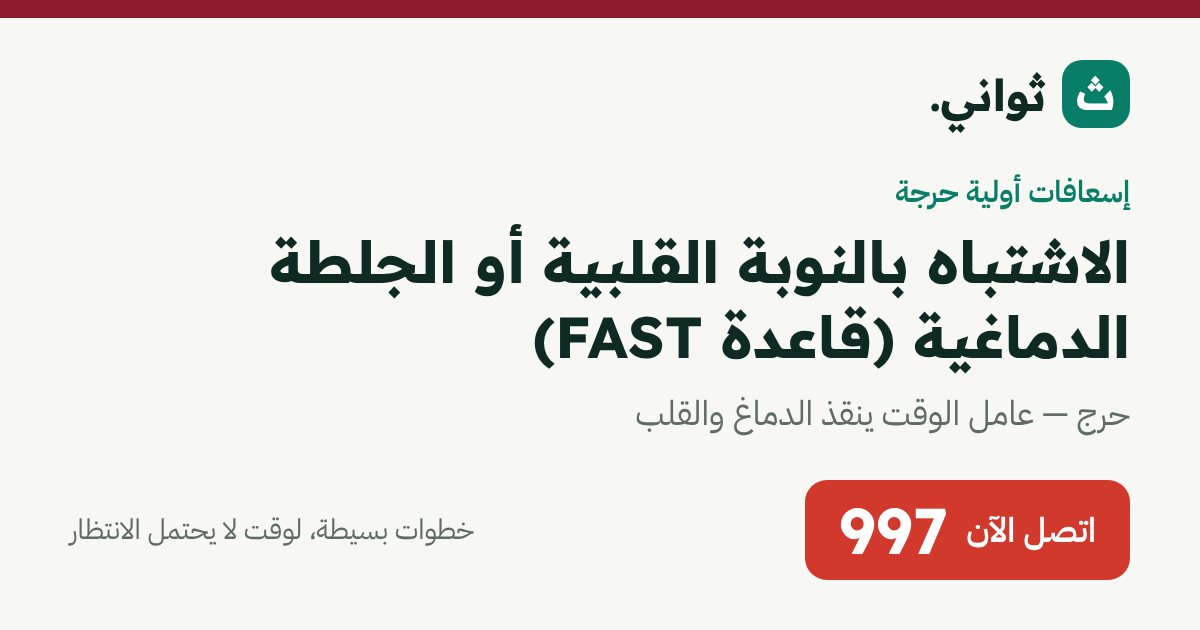 ث
ثواني.
إسعافات أولية حرجة
الاشتباه بالنوبة القلبية أو الجلطة
الدماغية (قاعدة FAST)
حرج — عامل الوقت ينقذ الدماغ والقلب
اتصل الآن 997
خطوات بسيطة، لوقت لا يحتمل الانتظار